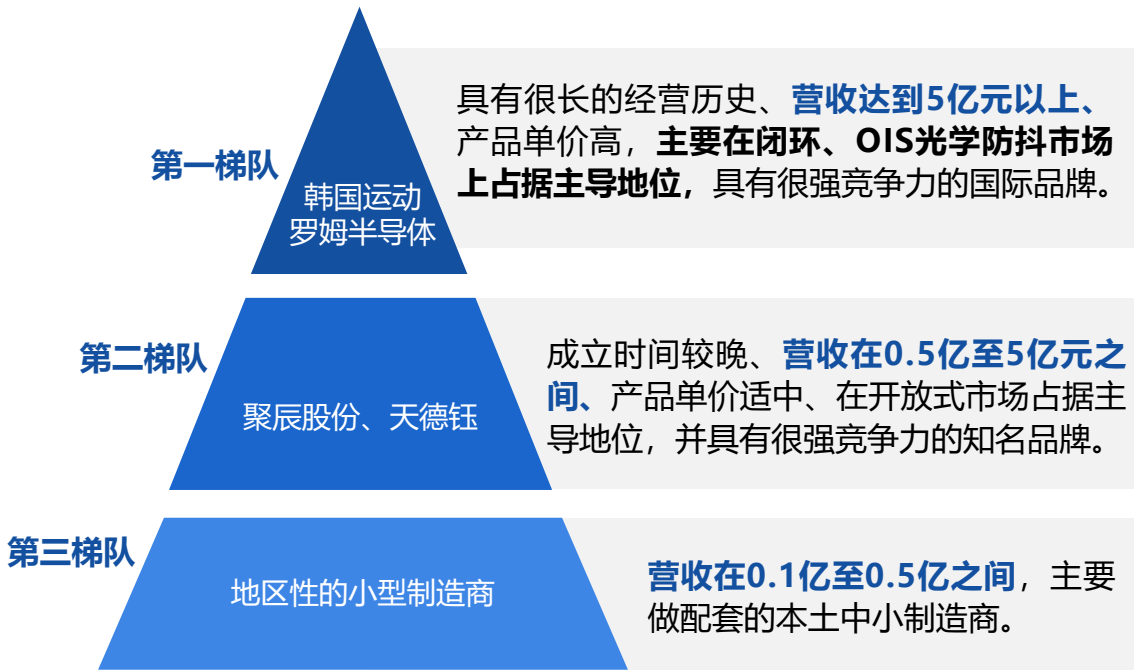 第一梯队
韩国运动
罗姆半导体
具有很长的经营历史、营收达到5亿元以上、
产品单价高，主要在闭环、OIS光学防抖市场
上占据主导地位，具有很强竞争力的国际品牌。
第二梯队
聚辰股份、天德钰
成立时间较晚、营收在0.5亿至5亿元之
间、产品单价适中、在开放式市场占据主
导地位，并具有很强竞争力的知名品牌。
第三梯队
地区性的小型制造商
营收在0.1亿至0.5亿之间，主要
做配套的本土中小制造商。